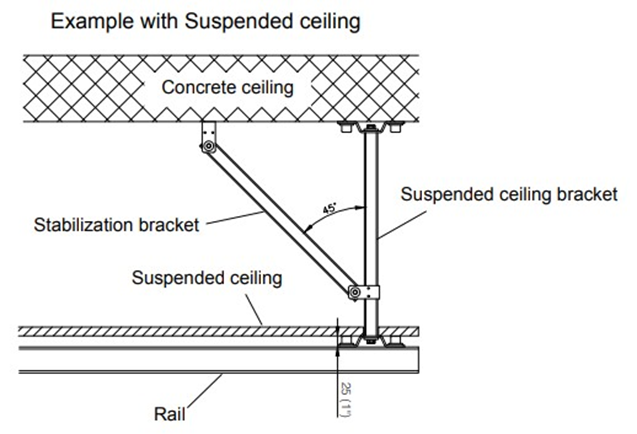 Example with Suspended ceiling
Concrete ceiling
45°
Suspended ceiling bracket
Stabilization bracket
Suspended ceiling
25 (1")
Rail